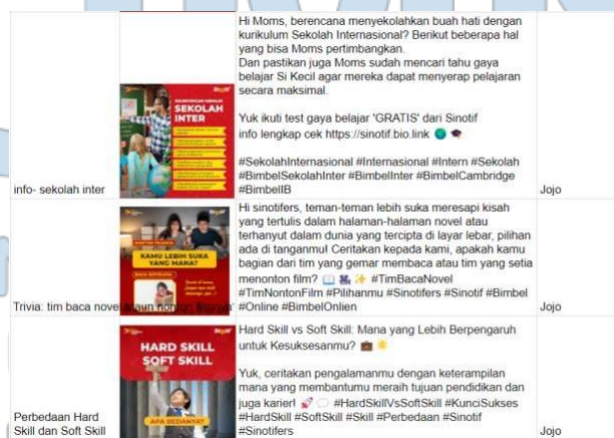 Hi Moms, berencana menyekolahkan buah hati dengan
kurikulum Sekolah Internasional? Berikut beberapa hal
yang bisa Moms pertimbangkan.
Dan pastikan juga Moms sudah mencari tahu gaya
belajar Si Kecil agar mereka dapat menyerap pelajaran
secara maksimal.
Yuk ikuti test gaya belajar 'GRATIS' dari Sinotif
info lengkap cek https://sinotif.bio.link
#SekolahInternasional #Internasional #Intern #Sekolah
#BimbelSekolahInter #BimbelInter #BimbelCambridge
#BimbelIB
SEKOLAH
INTER
info- sekolah inter
Jojo
Hi sinotifers, teman-teman lebih suka meresapi kisah
yang tertulis dalam halaman-halaman novel atau
terhanyut dalam dunia yang tercipta di layar lebar, pilihan
ada di tanganmu! Ceritakan kepada kami, apakah kamu
bagian dari tim yang gemar membaca atau tim yang setia
menonton film? #TimBacaNovel
#TimNontonFilm #Pilihanmu #Sinotifers #Sinotif #Bimbel
#Online #BimbelOnlien
KAMU LEBIH SUKA
YANG MANA?
Trivia: tim baca novel
Jojo
Hard Skill vs Soft Skill: Mana yang Lebih Berpengaruh
untuk Kesuksesanmu?
Yuk, ceritakan pengalamanmu dengan keterampilan
mana yang membantumu meraih tujuan pendidikan dan
juga karier! #HardSkillVsSoftSkill #KunciSukses
#HardSkill #SoftSkill #Skill #Perbedaan #Sinotif
#Sinotifers
HARD SKILL
SOFT SKILL
APA BEDANYA?
Perbedaan Hard
Skill dan Soft Skill
Jojo